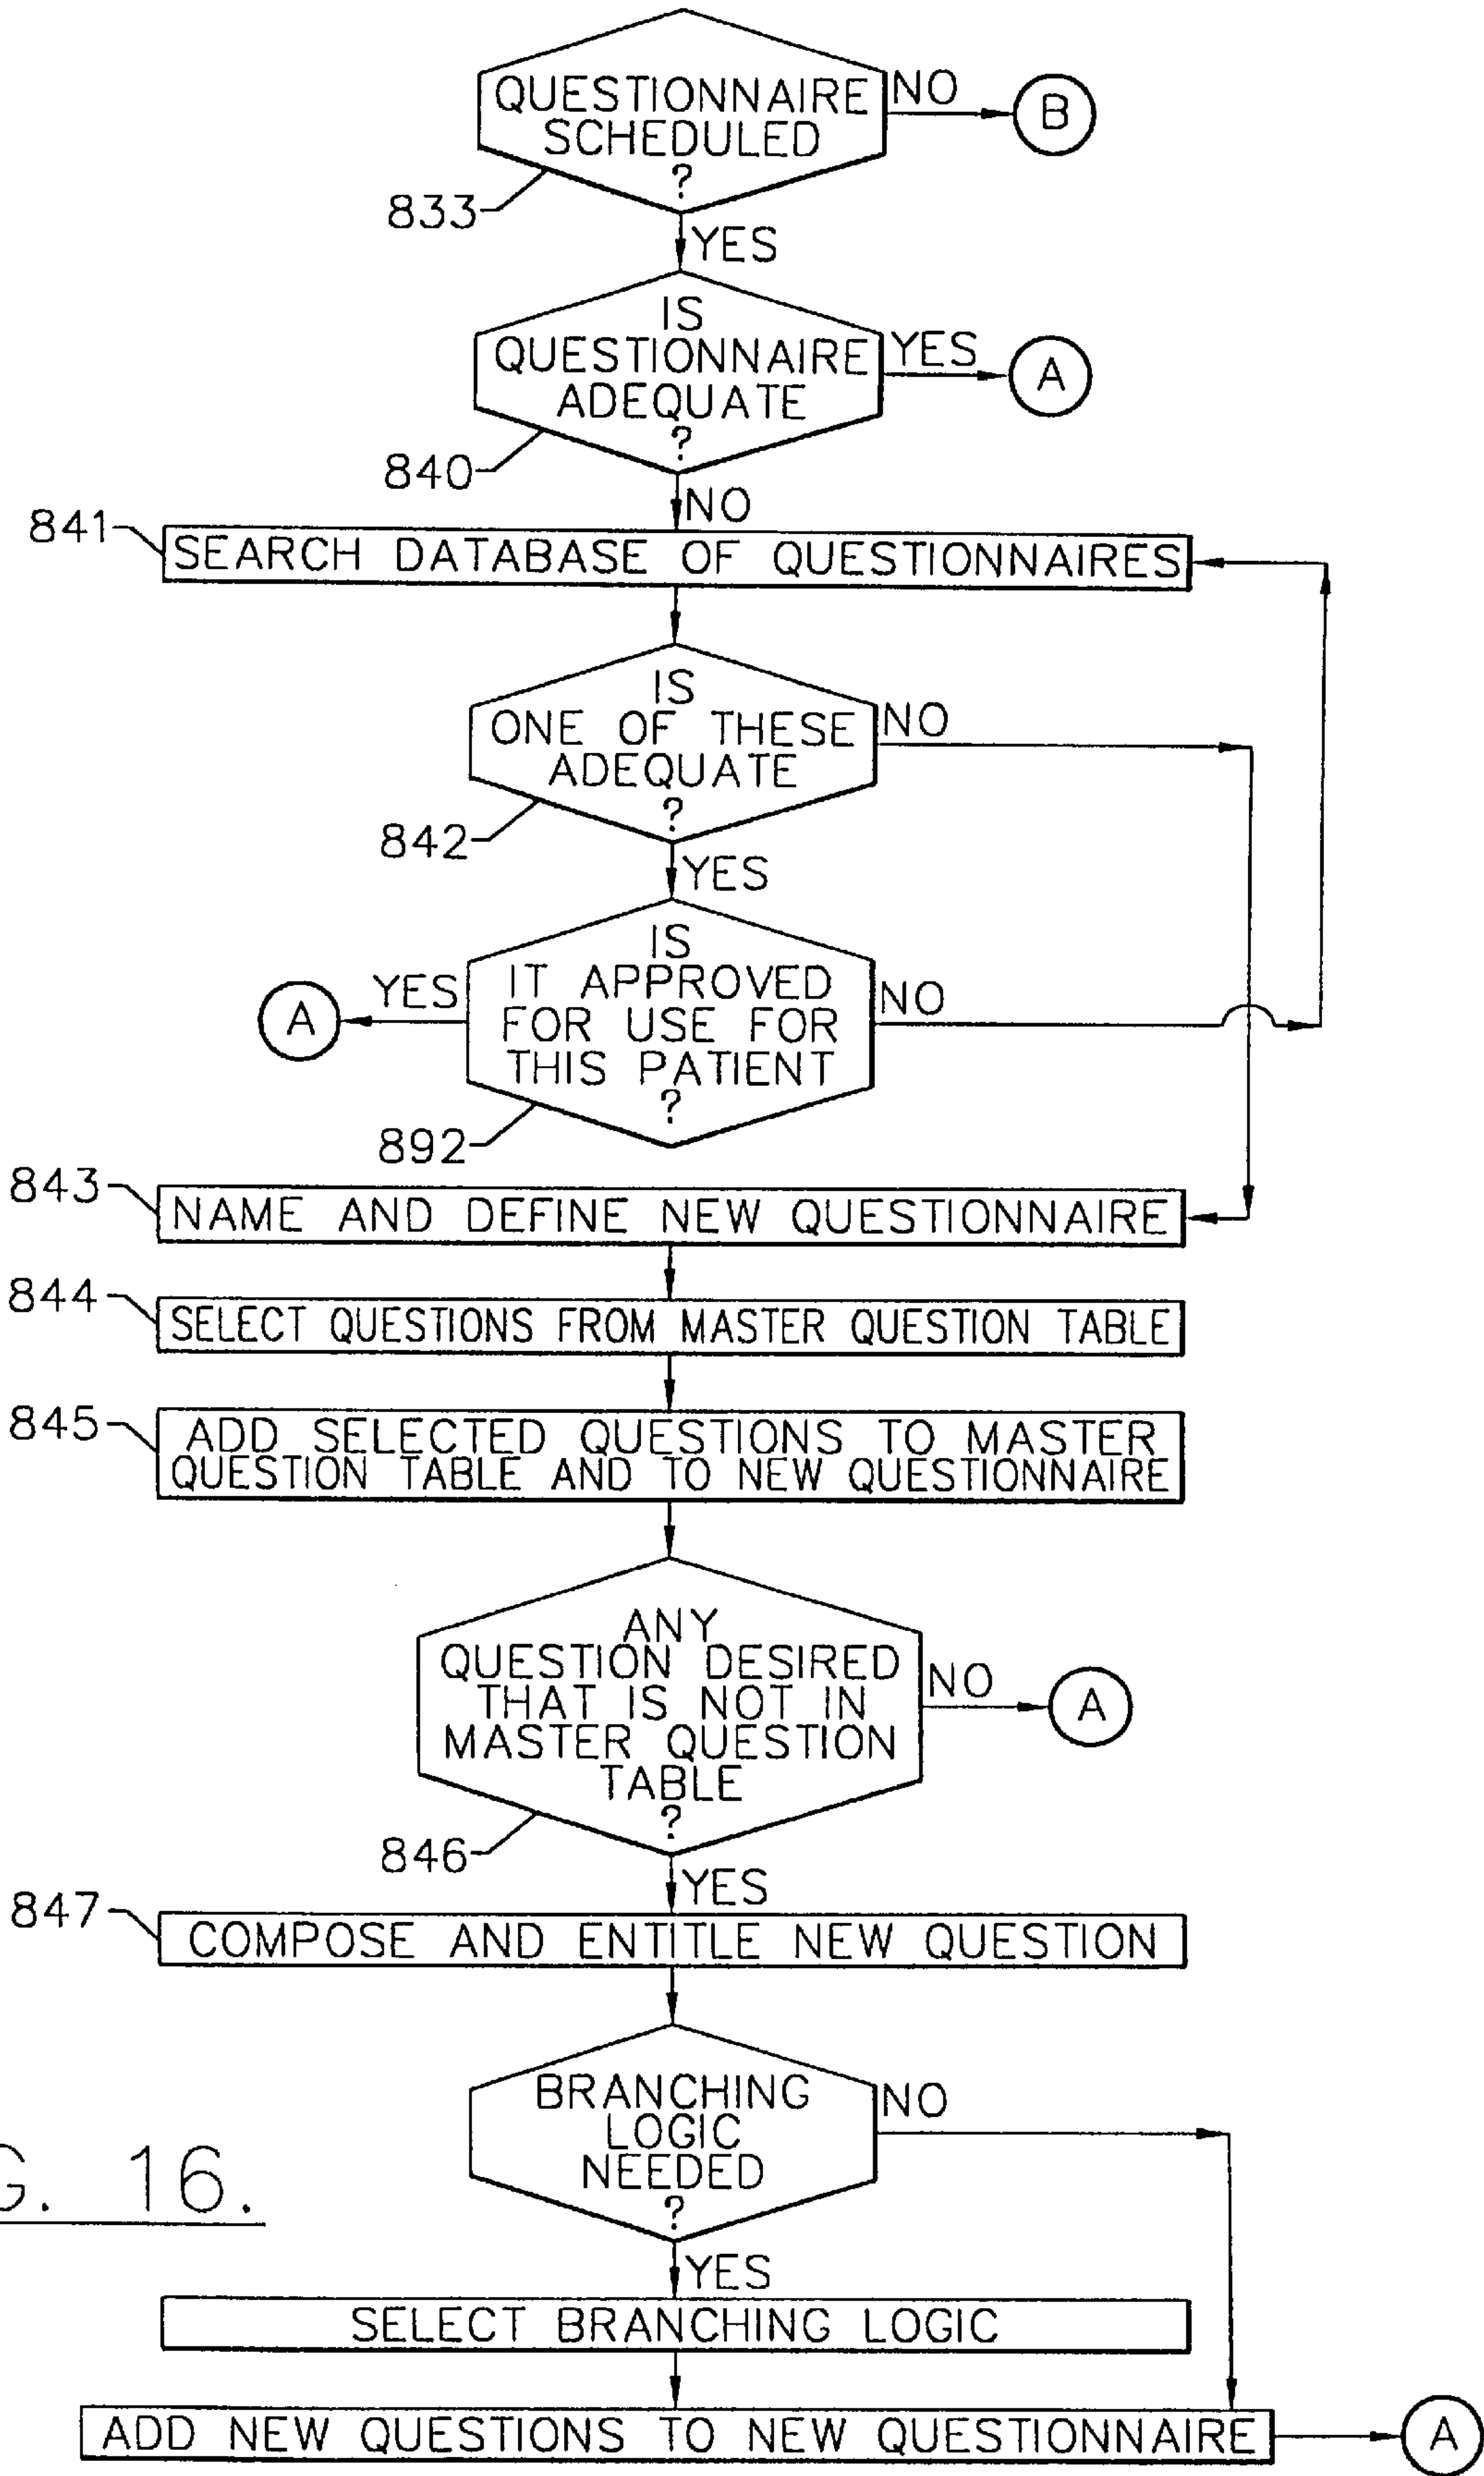 QUESTIONNAIRE
SCHEDULED
?
NO
B
833
YES
IS
QUESTIONNAIRE
ADEQUATE
?
YES
A
840
NO
841
SEARCH DATABASE OF QUESTIONNAIRES
IS
ONE OF THESE
ADEQUATE
?
NO
842
YES
IS
IT APPROVED
FOR USE FOR
THIS PATIENT
?
YES
A
NO
892
843
NAME AND DEFINE NEW QUESTIONNAIRE
844
SELECT QUESTIONS FROM MASTER QUESTION TABLE
845
ADD SELECTED QUESTIONS TO MASTER
QUESTION TABLE AND TO NEW QUESTIONNAIRE
ANY
QUESTION DESIRED
THAT IS NOT IN
MASTER QUESTION
TABLE
?
NO
A
846
YES
847
COMPOSE AND ENTITLE NEW QUESTION
BRANCHING
LOGIC
NEEDED
?
NO
G. 16.
YES
SELECT BRANCHING LOGIC
ADD NEW QUESTIONS TO NEW QUESTIONNAIRE
A